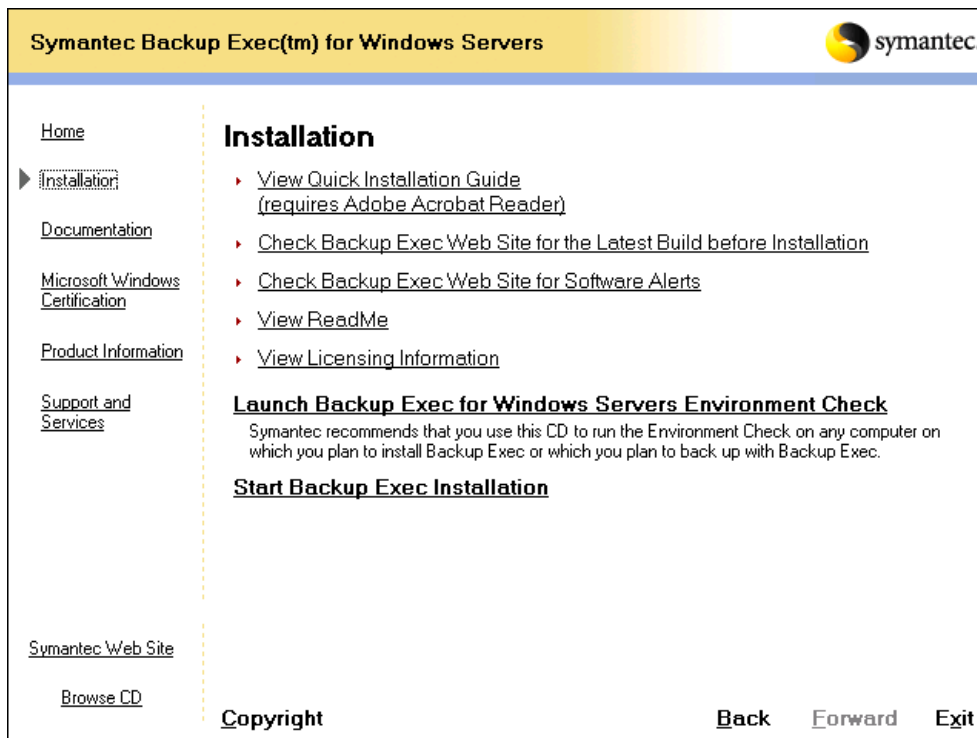 Symantec Backup Exec(tm) for Windows Servers
symantec.
Home
Installation
Documentation
Microsoft Windows
Certification
Product Information
Support and
Services
Symantec Web Site
Browse CD
Installation
View Quick Installation Guide
(requires Adobe Acrobat Reader)
Check Backup Exec Web Site for the Latest Build before Installation
Check Backup Exec Web Site for Software Alerts
View ReadMe
View Licensing Information
Launch Backup Exec for Windows Servers Environment Check
Symantec recommends that you use this CD to run the Environment Check on any computer on
which you plan to install Backup Exec or which you plan to back up with Backup Exec.
Start Backup Exec Installation
Copyright
Back
Forward
Exit